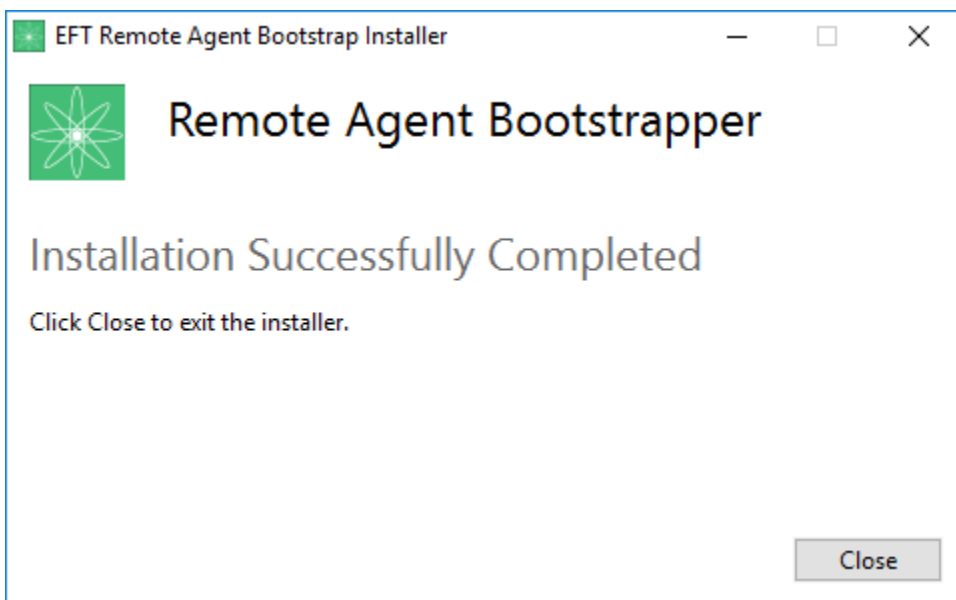 EFT Remote Agent Bootstrap Installer
Remote Agent Bootstrapper
Installation Successfully Completed
Click Close to exit the installer.
Close